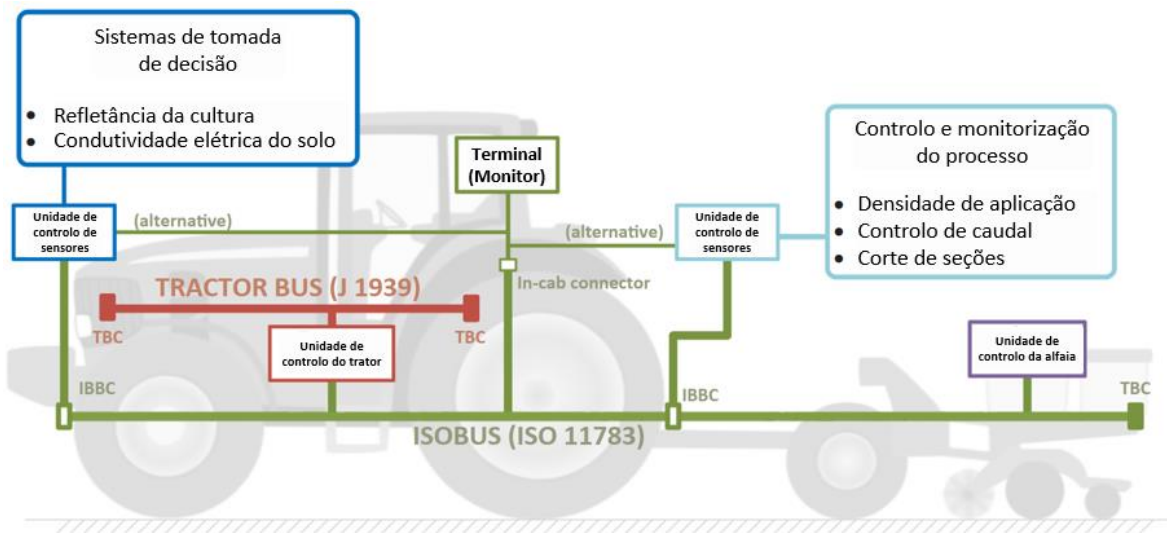 Sistemas de tomada
de decisão
• Refletância da cultura
• Condutividade elétrica do solo
Terminal
(Monitor)
Controlo e monitorização
do processo
• Densidade de aplicação
• Controlo de caudal
• Corte de seções
Unidade de
controlo de
sensores
(alternative)
(alternative)
Unidade de
controlo de
sensores
In-cab connector
TRACTOR BUS (J 1939)
TBC
TBC
Unidade de
controlo do trator
Unidade de
controlo da alfaia
IBBC
IBBC
TBC
ISOBUS (ISO 11783)